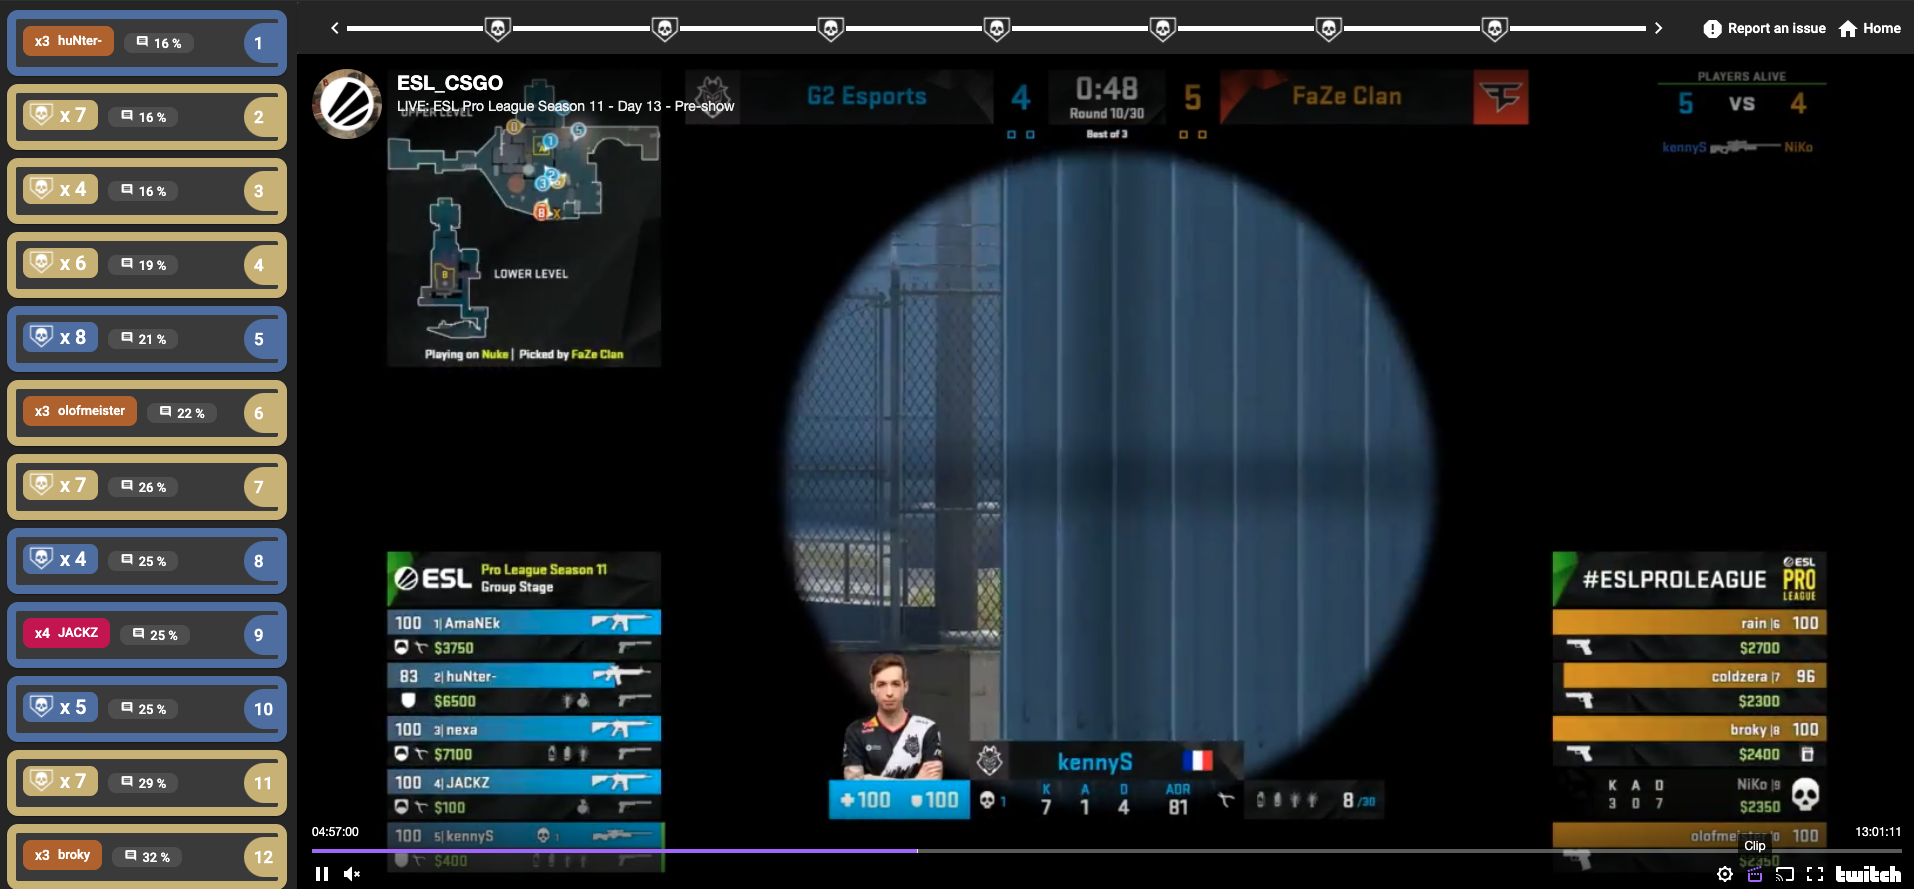 x3 huNter- 16 % 1
x 7 16 % 2
x 4 16 % 3
x 6 19 % 4
x 8 21 % 5
x3 olofmeister 22 % 6
x 7 26 % 7
x 4 25 % 8
x4 JACKZ 25 % 9
x 5 25 % 10
x 7 29 % 11
x3 broky 32 % 12
Report an issue
Home
ESL_CSGO
LIVE: ESL Pro League Season 11 - Day 13 - Pre-show
UPPER LEVEL
LOWER LEVEL
Playing on Nuke | Picked by FaZe Clan
G2 Esports 4 0:48 5 FaZe Clan
Round 10/30
Best of 3
PLAYERS ALIVE
5 VS 4
kennyS NiKo
ESL Pro League Season 11
Group Stage
100 1| AmaNEk
$3750
83 2| huNter-
$6500
100 3| nexa
$7100
100 4| JACKZ
$100
100 5| kennyS 1
$400
kennyS
100 100 1
K A D ADR
7 1 4 81
8 /30
#ESLPROLEAGUE
ESL PRO LEAGUE
rain |6 100
$2700
coldzera |7 96
$2300
broky |8 100
$2400
K A D NiKo |9
3 0 7 $2350
olofmeister |0 100
$2350
04:57:00
13:01:11
Clip
twitch